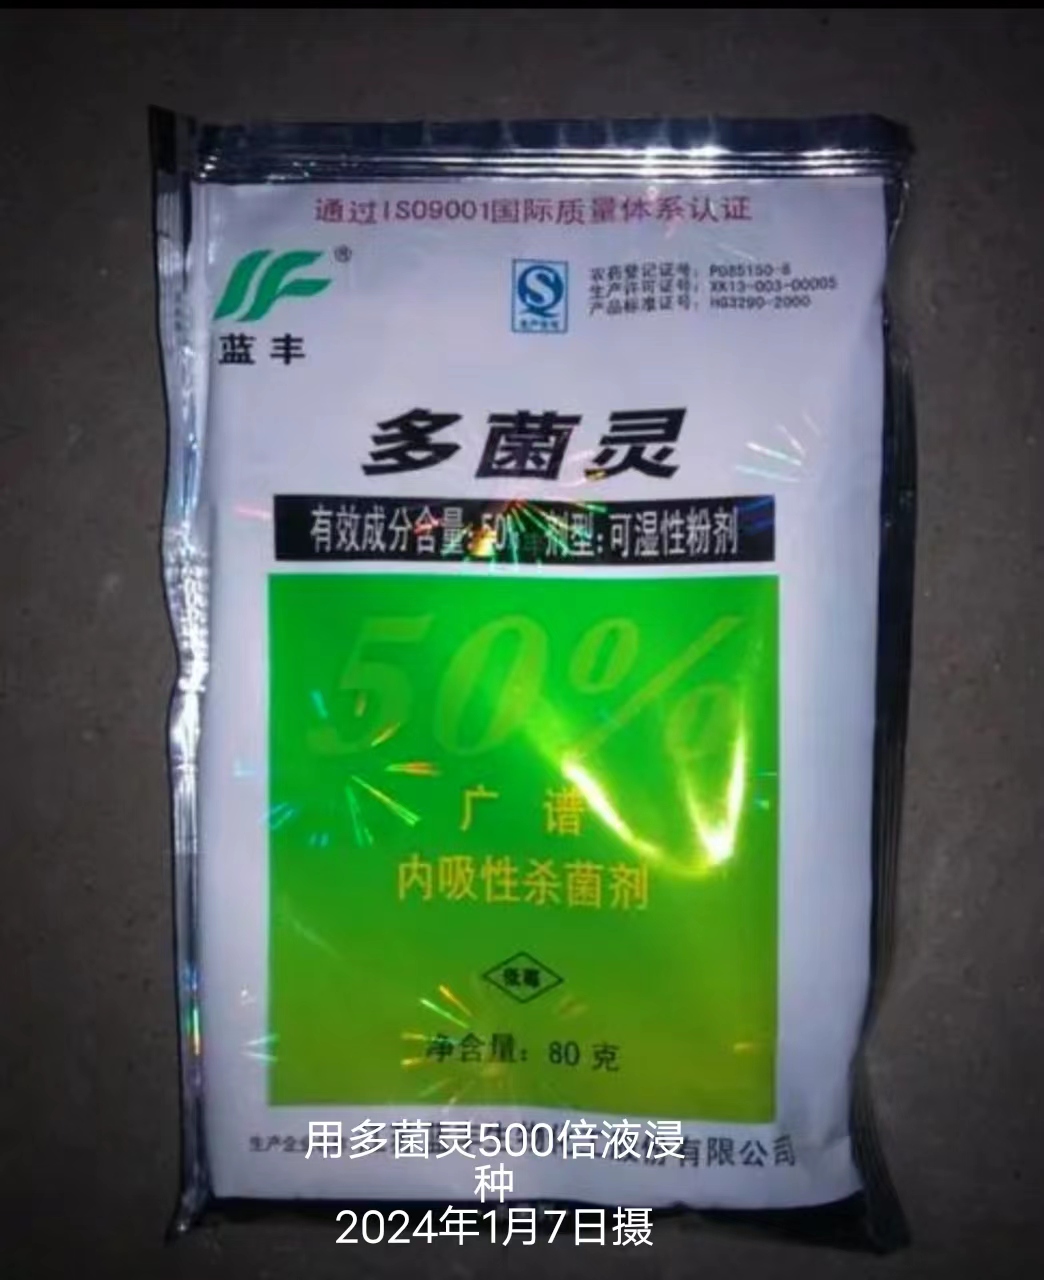 通过ISO9001国际质量体系认证
®
蓝丰
农药登记证号：PD85150-8
生产许可证号：XK13-003-00005
产品标准证号：HG3290-2000
多菌灵
有效成分含量：50% 剂型：可湿性粉剂
50%
广谱
内吸性杀菌剂
低毒
净含量：80克
生产企业
有限公司
用多菌灵500倍液浸
种
2024年1月7日摄